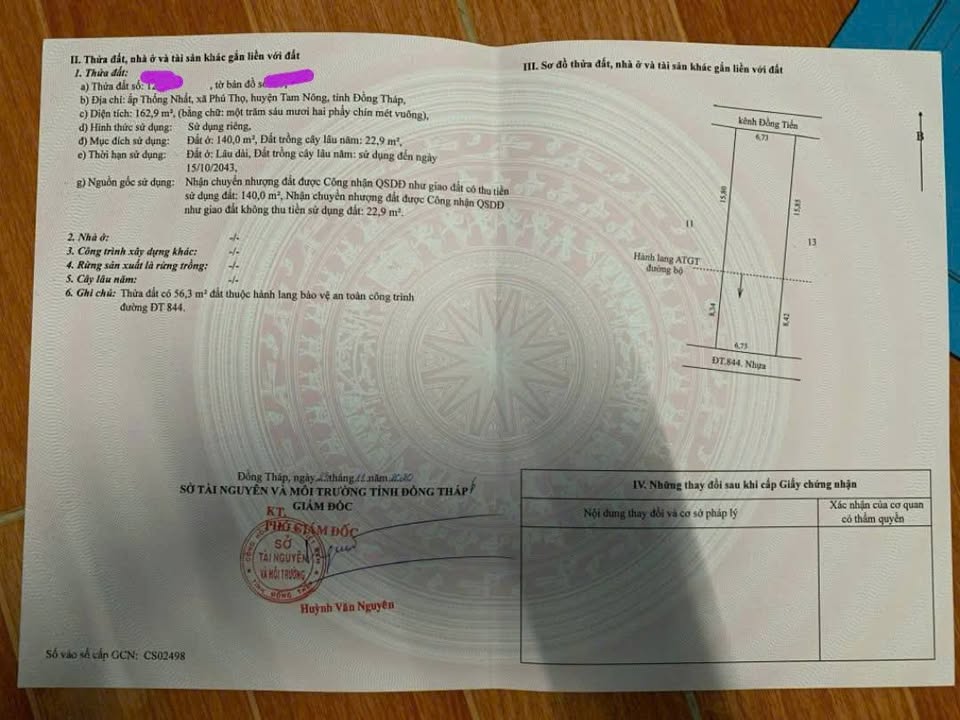 II. Thửa đất, nhà ở và tài sản khác gắn liền với đất
1. Thửa đất:
a) Thửa đất số: , tờ bản đồ
b) Địa chỉ: ấp Thống Nhất, xã Phú Thọ, huyện Tam Nông, tỉnh Đồng Tháp,
c) Diện tích: 162,9 m², (bằng chữ: một trăm sáu mươi hai phẩy chín mét vuông),
d) Hình thức sử dụng: Sử dụng riêng,
đ) Mục đích sử dụng: Đất ở: 140,0 m², Đất trồng cây lâu năm: 22,9 m²,
e) Thời hạn sử dụng: Đất ở: Lâu dài, Đất trồng cây lâu năm: sử dụng đến ngày
15/10/2043,
g) Nguồn gốc sử dụng: Nhận chuyển nhượng đất được Công nhận QSDĐ như giao đất có thu tiền
sử dụng đất: 140,0 m², Nhận chuyển nhượng đất được Công nhận QSDĐ
như giao đất không thu tiền sử dụng đất: 22,9 m².
2. Nhà ở: -/-
3. Công trình xây dựng khác: -/-
4. Rừng sản xuất là rừng trồng: -/-
5. Cây lâu năm: -/-
6. Ghi chú: Thửa đất có 56,3 m² đất thuộc hành lang bảo vệ an toàn công trình
đường ĐT 844.
Đồng Tháp, ngày tháng 12 năm 2020
SỞ TÀI NGUYÊN VÀ MÔI TRƯỜNG TỈNH ĐỒNG THÁP
GIÁM ĐỐC
KT.
PHÓ GIÁM ĐỐC
SỞ
TÀI NGUYÊN
VÀ MÔI TRƯỜNG
TỈNH ĐỒNG THÁP
Huỳnh Văn Nguyên
Số vào sổ cấp GCN: CS02498
III. Sơ đồ thửa đất, nhà ở và tài sản khác gắn liền với đất
kênh Đồng Tiến
6,73
B
15,80
15,85
11
13
Hành lang ATGT
đường bộ
8,34
8,42
6,75
ĐT.844. Nhựa
IV. Những thay đổi sau khi cấp Giấy chứng nhận
Nội dung thay đổi và cơ sở pháp lý
Xác nhận của cơ quan
có thẩm quyền